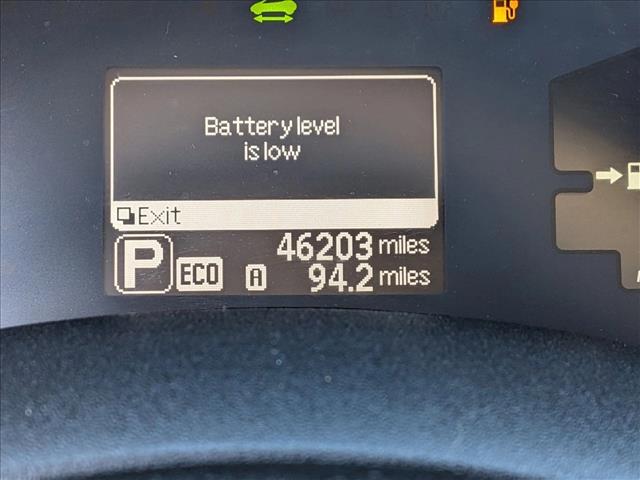 Battery level
is low
Exit
P ECO A 46203 miles
94.2 miles